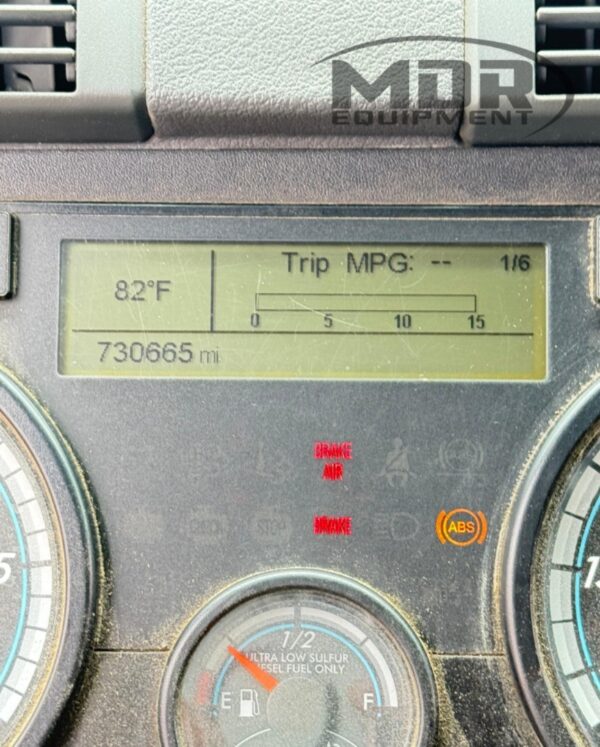 MDR
EQUIPMENT
Trip MPG: -- 1/6
82°F
0 5 10 15
730665 mi
BRAKE
AIR
BRAKE
ABS
1/2
ULTRA LOW SULFUR
DIESEL FUEL ONLY
E F